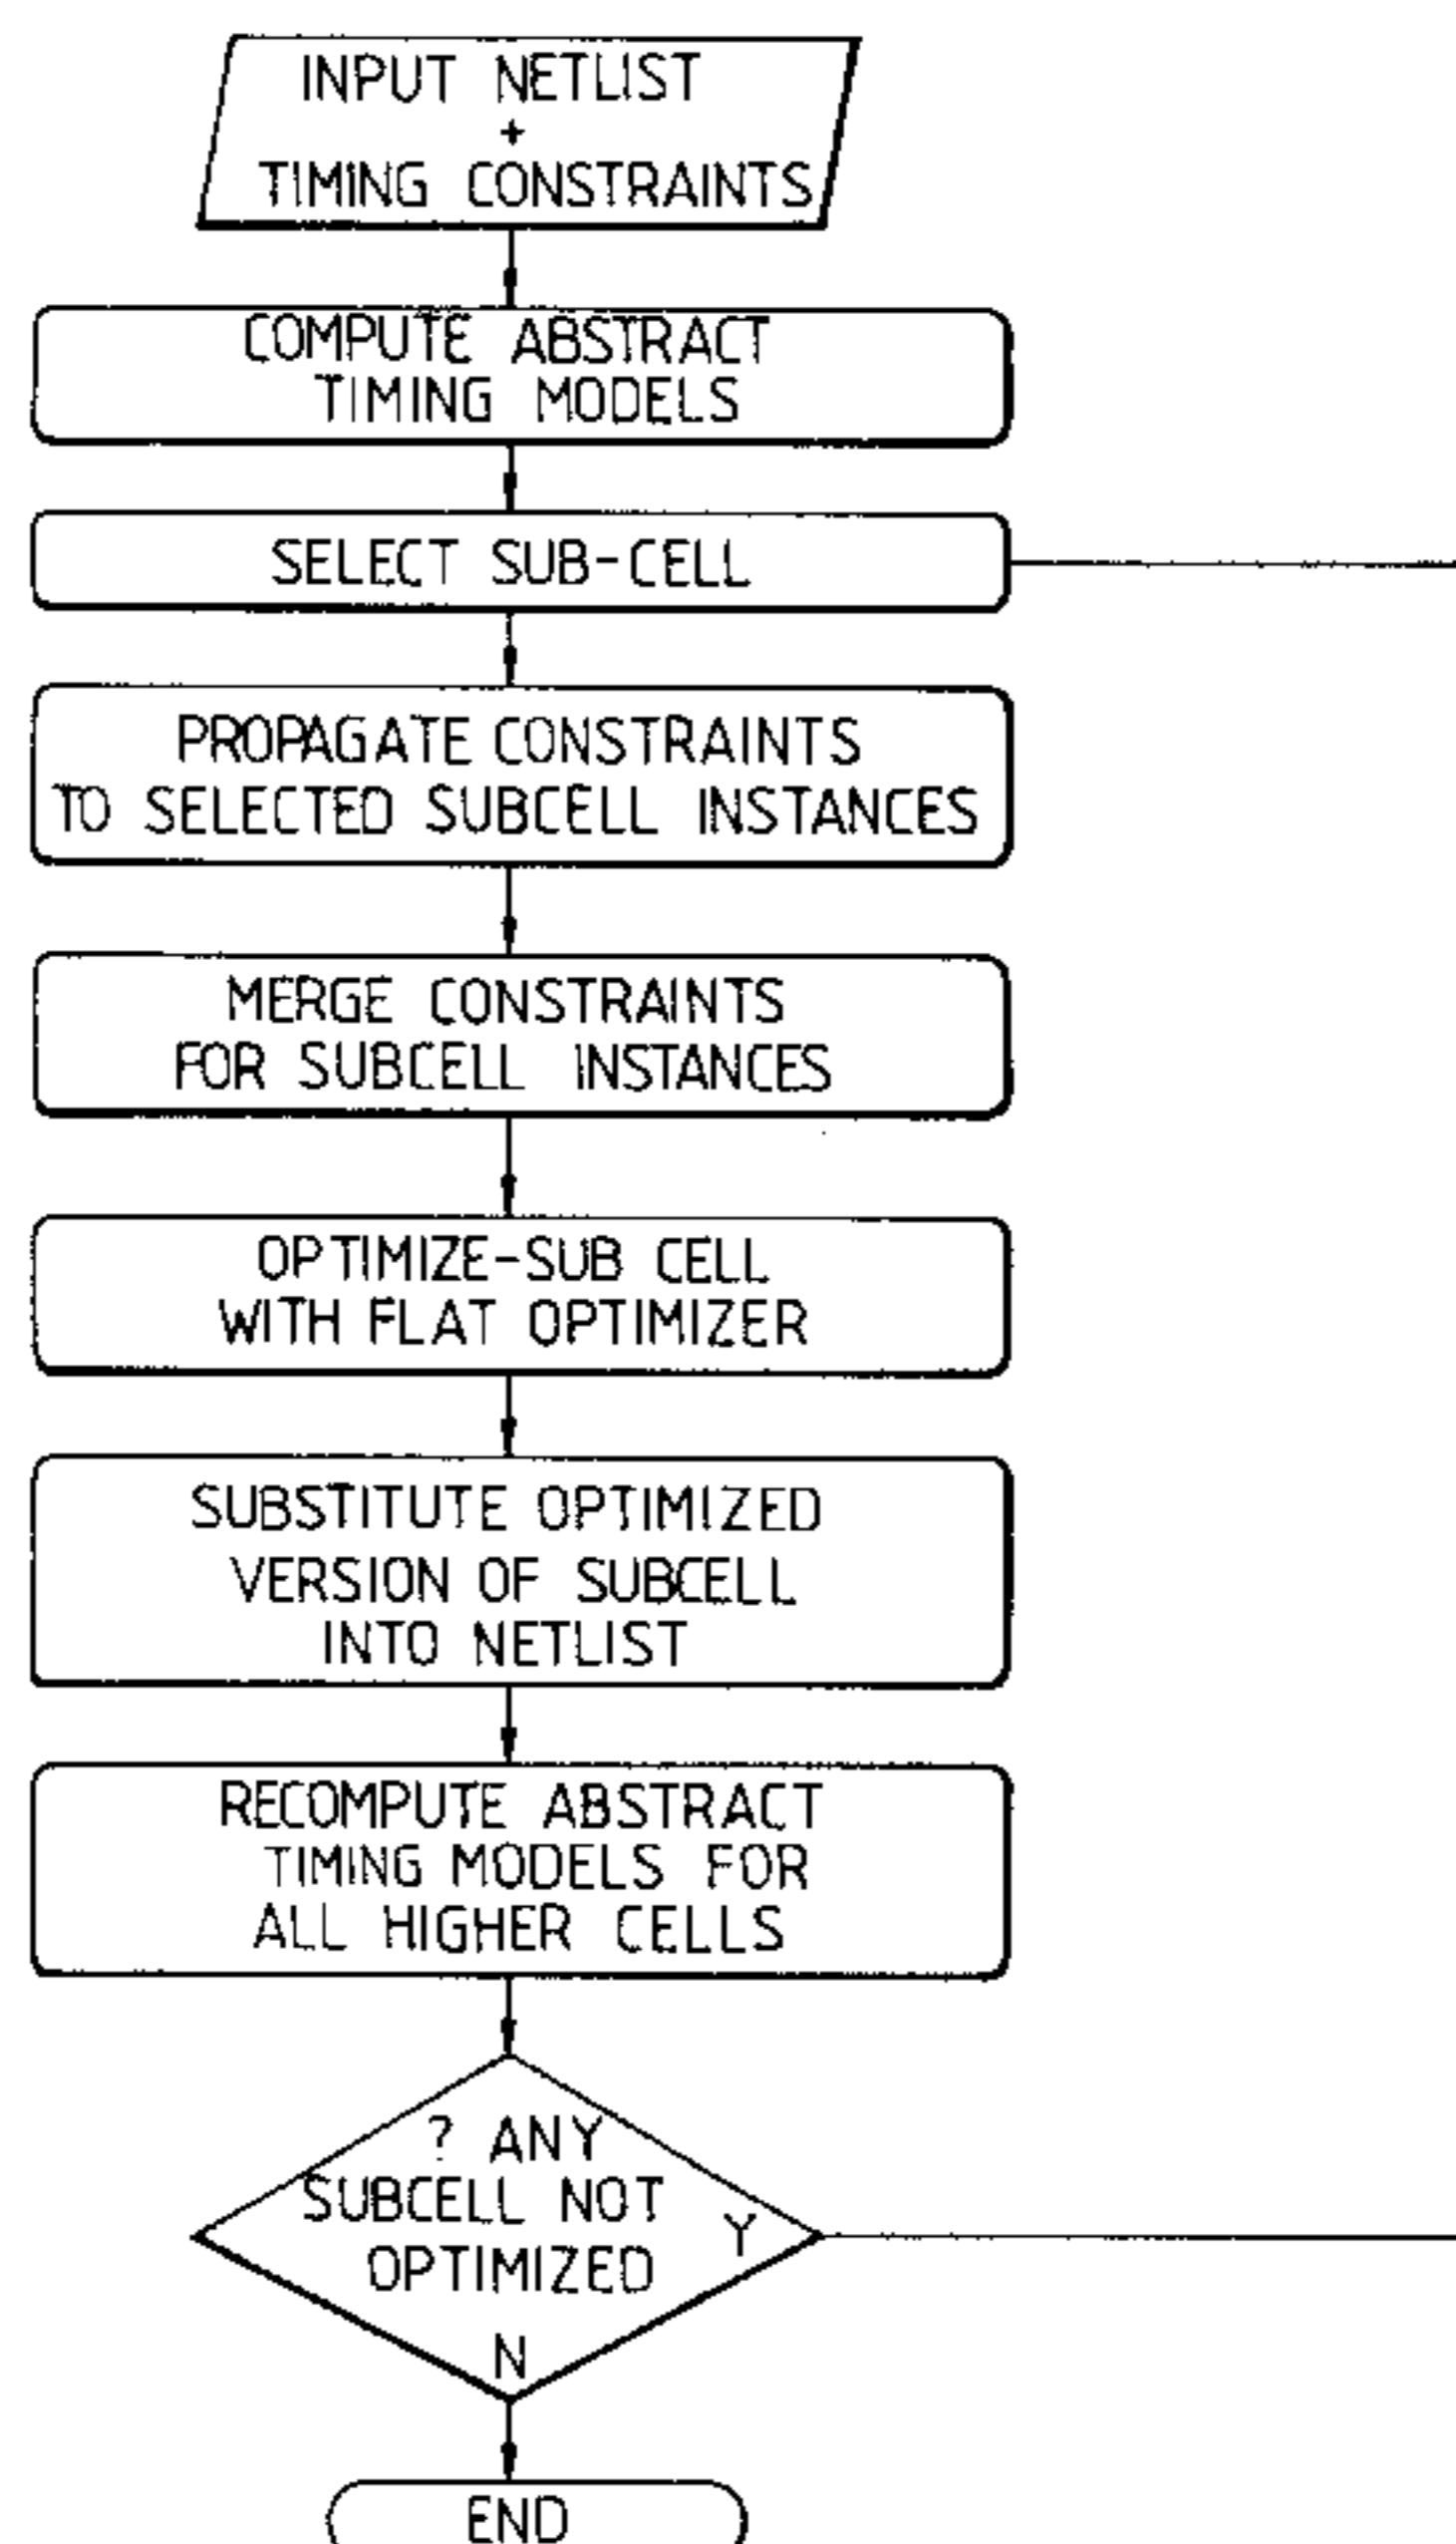 INPUT NETLIST
+
TIMING CONSTRAINTS
COMPUTE ABSTRACT
TIMING MODELS
SELECT SUB-CELL
PROPAGATE CONSTRAINTS
TO SELECTED SUBCELL INSTANCES
MERGE CONSTRAINTS
FOR SUBCELL INSTANCES
OPTIMIZE-SUB CELL
WITH FLAT OPTIMIZER
SUBSTITUTE OPTIMIZED
VERSION OF SUBCELL
INTO NETLIST
RECOMPUTE ABSTRACT
TIMING MODELS FOR
ALL HIGHER CELLS
? ANY
SUBCELL NOT
OPTIMIZED
Y
N
END